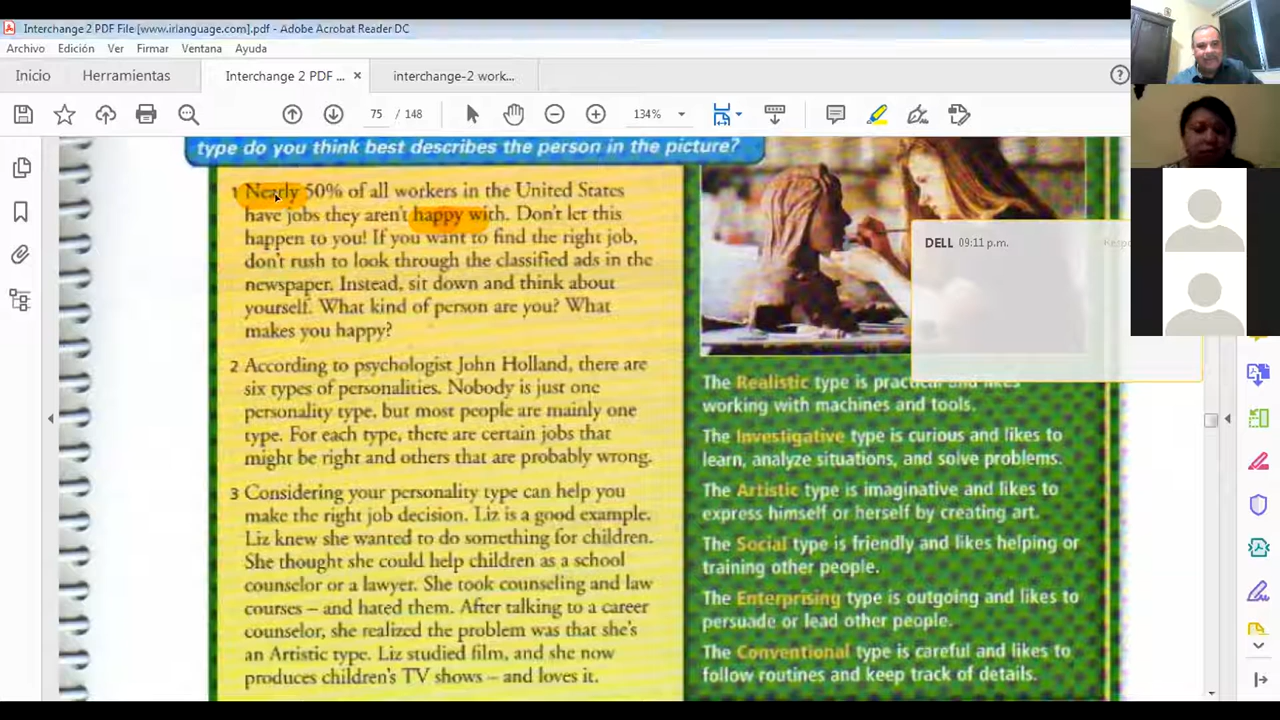 Interchange 2 PDF File [www.irlanguage.com].pdf - Adobe Acrobat Reader DC
Archivo Edición Ver Firmar Ventana Ayuda
Inicio Herramientas Interchange 2 PDF ... × interchange-2 work...
75 / 148 134%
type do you think best describes the person in the picture?
1 Nearly 50% of all workers in the United States
have jobs they aren't happy with. Don't let this
happen to you! If you want to find the right job,
don't rush to look through the classified ads in the
newspaper. Instead, sit down and think about
yourself. What kind of person are you? What
makes you happy?
2 According to psychologist John Holland, there are
six types of personalities. Nobody is just one
personality type, but most people are mainly one
type. For each type, there are certain jobs that
might be right and others that are probably wrong.
3 Considering your personality type can help you
make the right job decision. Liz is a good example.
Liz knew she wanted to do something for children.
She thought she could help children as a school
counselor or a lawyer. She took counseling and law
courses – and hated them. After talking to a career
counselor, she realized the problem was that she's
an Artistic type. Liz studied film, and she now
produces children's TV shows – and loves it.
DELL 09:11 p.m.
The Realistic type is practical and likes
working with machines and tools.
The Investigative type is curious and likes to
learn, analyze situations, and solve problems.
The Artistic type is imaginative and likes to
express himself or herself by creating art.
The Social type is friendly and likes helping or
training other people.
The Enterprising type is outgoing and likes to
persuade or lead other people.
The Conventional type is careful and likes to
follow routines and keep track of details.